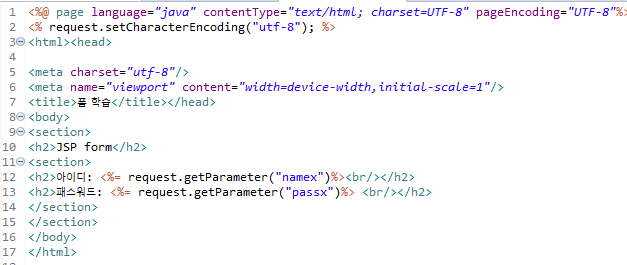 1 <%@ page language="java" contentType="text/html; charset=UTF-8" pageEncoding="UTF-8"%>
2 <% request.setCharacterEncoding("utf-8"); %>
3 <html><head>
4
5 <meta charset="utf-8"/>
6 <meta name="viewport" content="width=device-width,initial-scale=1"/>
7 <title>폼 학습</title></head>
8 <body>
9 <section>
10 <h2>JSP form</h2>
11 <section>
12 <h2>아이디: <%= request.getParameter("namex")%><br/></h2>
13 <h2>패스워드: <%= request.getParameter("passx")%> <br/></h2>
14 </section>
15 </section>
16 </body>
17 </html>